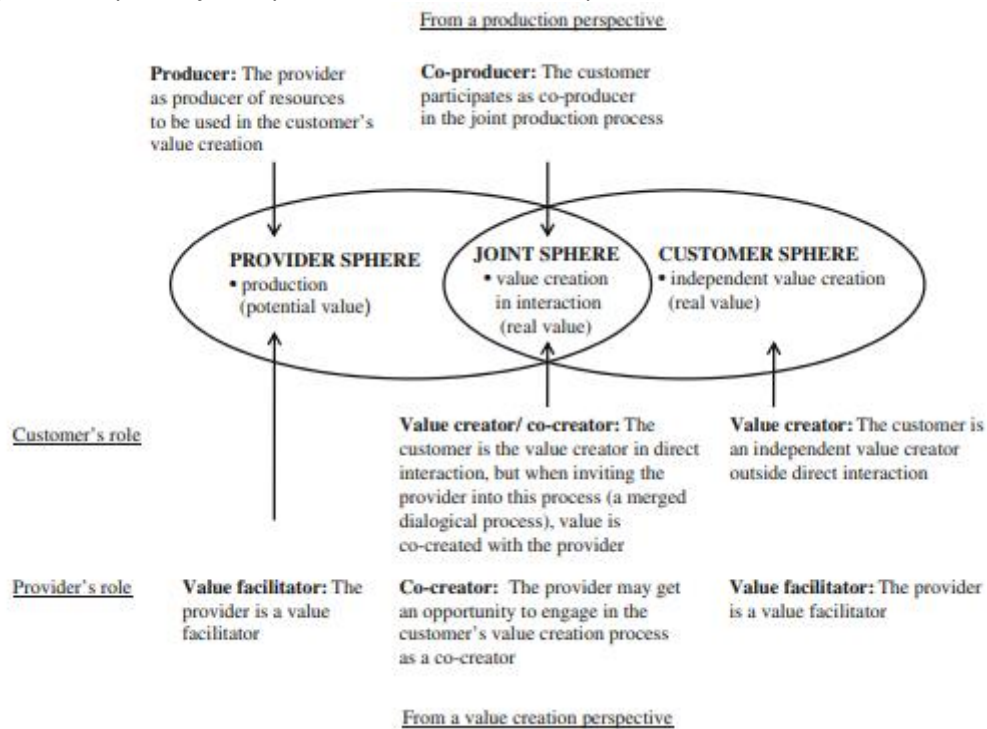 From a production perspective
Producer: The provider
as producer of resources
to be used in the customer's
value creation
Co-producer: The customer
participates as co-producer
in the joint production process
PROVIDER SPHERE
• production
(potential value)
JOINT SPHERE
• value creation
in interaction
(real value)
CUSTOMER SPHERE
• independent value creation
(real value)
Customer's role
Value creator/ co-creator: The
customer is the value creator in direct
interaction, but when inviting the
provider into this process (a merged
dialogical process), value is
co-created with the provider
Value creator: The customer is
an independent value creator
outside direct interaction
Provider's role
Value facilitator: The
provider is a value
facilitator
Co-creator: The provider may get
an opportunity to engage in the
customer's value creation process
as a co-creator
Value facilitator: The provider
is a value facilitator
From a value creation perspective